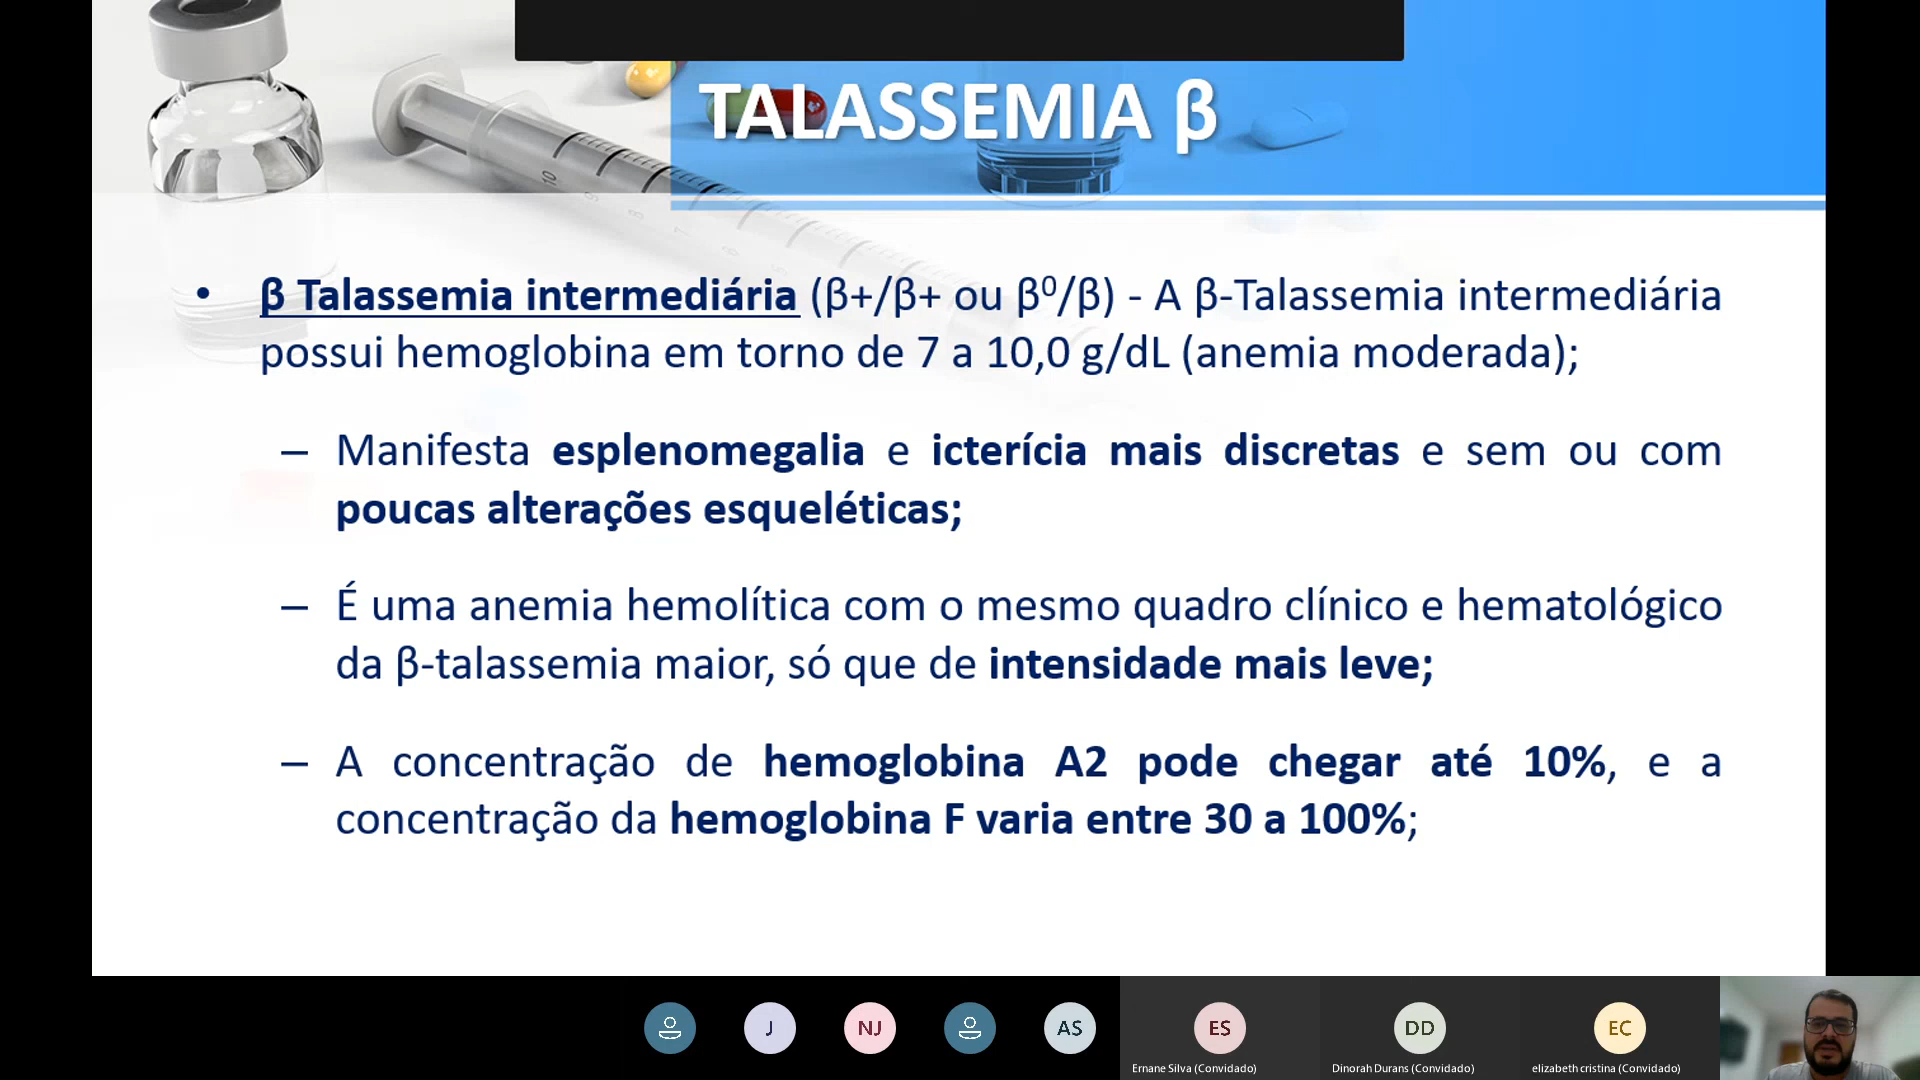 TALASSEMIA β
• β Talassemia intermediária (β+/β+ ou β⁰/β) - A β-Talassemia intermediária
possui hemoglobina em torno de 7 a 10,0 g/dL (anemia moderada);
– Manifesta esplenomegalia e icterícia mais discretas e sem ou com
poucas alterações esqueléticas;
– É uma anemia hemolítica com o mesmo quadro clínico e hematológico
da β-talassemia maior, só que de intensidade mais leve;
– A concentração de hemoglobina A2 pode chegar até 10%, e a
concentração da hemoglobina F varia entre 30 a 100%;
J NJ AS ES DD EC
Ernane Silva (Convidado) Dinorah Durans (Convidado) elizabeth cristina (Convidado)